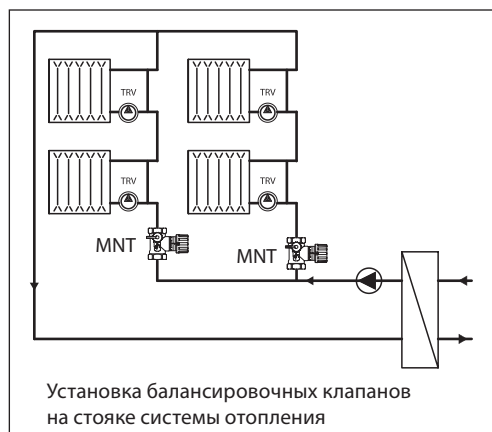 TRV
TRV
TRV
TRV
MNT
MNT
Установка балансировочных клапанов
на стояке системы отопления